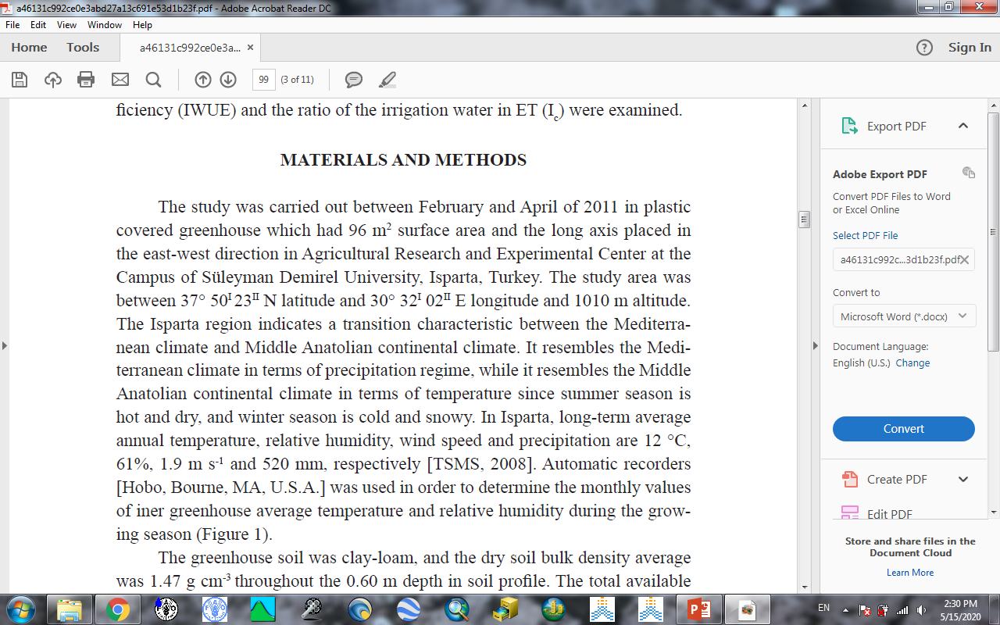 a46131c992ce0e3abd27a13c691e53d1b23f.pdf - Adobe Acrobat Reader DC
File Edit View Window Help
Home Tools a46131c992ce0e3a... × Sign In
99 (3 of 11)
ficiency (IWUE) and the ratio of the irrigation water in ET (Ic) were examined.
MATERIALS AND METHODS
The study was carried out between February and April of 2011 in plastic
covered greenhouse which had 96 m² surface area and the long axis placed in
the east-west direction in Agricultural Research and Experimental Center at the
Campus of Süleyman Demirel University, Isparta, Turkey. The study area was
between 37° 50ᴵ 23ᴵᴵ N latitude and 30° 32ᴵ 02ᴵᴵ E longitude and 1010 m altitude.
The Isparta region indicates a transition characteristic between the Mediterra-
nean climate and Middle Anatolian continental climate. It resembles the Medi-
terranean climate in terms of precipitation regime, while it resembles the Middle
Anatolian continental climate in terms of temperature since summer season is
hot and dry, and winter season is cold and snowy. In Isparta, long-term average
annual temperature, relative humidity, wind speed and precipitation are 12 °C,
61%, 1.9 m s⁻¹ and 520 mm, respectively [TSMS, 2008]. Automatic recorders
[Hobo, Bourne, MA, U.S.A.] was used in order to determine the monthly values
of iner greenhouse average temperature and relative humidity during the grow-
ing season (Figure 1).
The greenhouse soil was clay-loam, and the dry soil bulk density average
was 1.47 g cm⁻³ throughout the 0.60 m depth in soil profile. The total available
Export PDF
Adobe Export PDF
Convert PDF Files to Word
or Excel Online
Select PDF File
a46131c992c...3d1b23f.pdf
Convert to
Microsoft Word (*.docx)
Document Language:
English (U.S.) Change
Convert
Create PDF
Edit PDF
Store and share files in the
Document Cloud
Learn More
EN
2:30 PM
5/15/2020